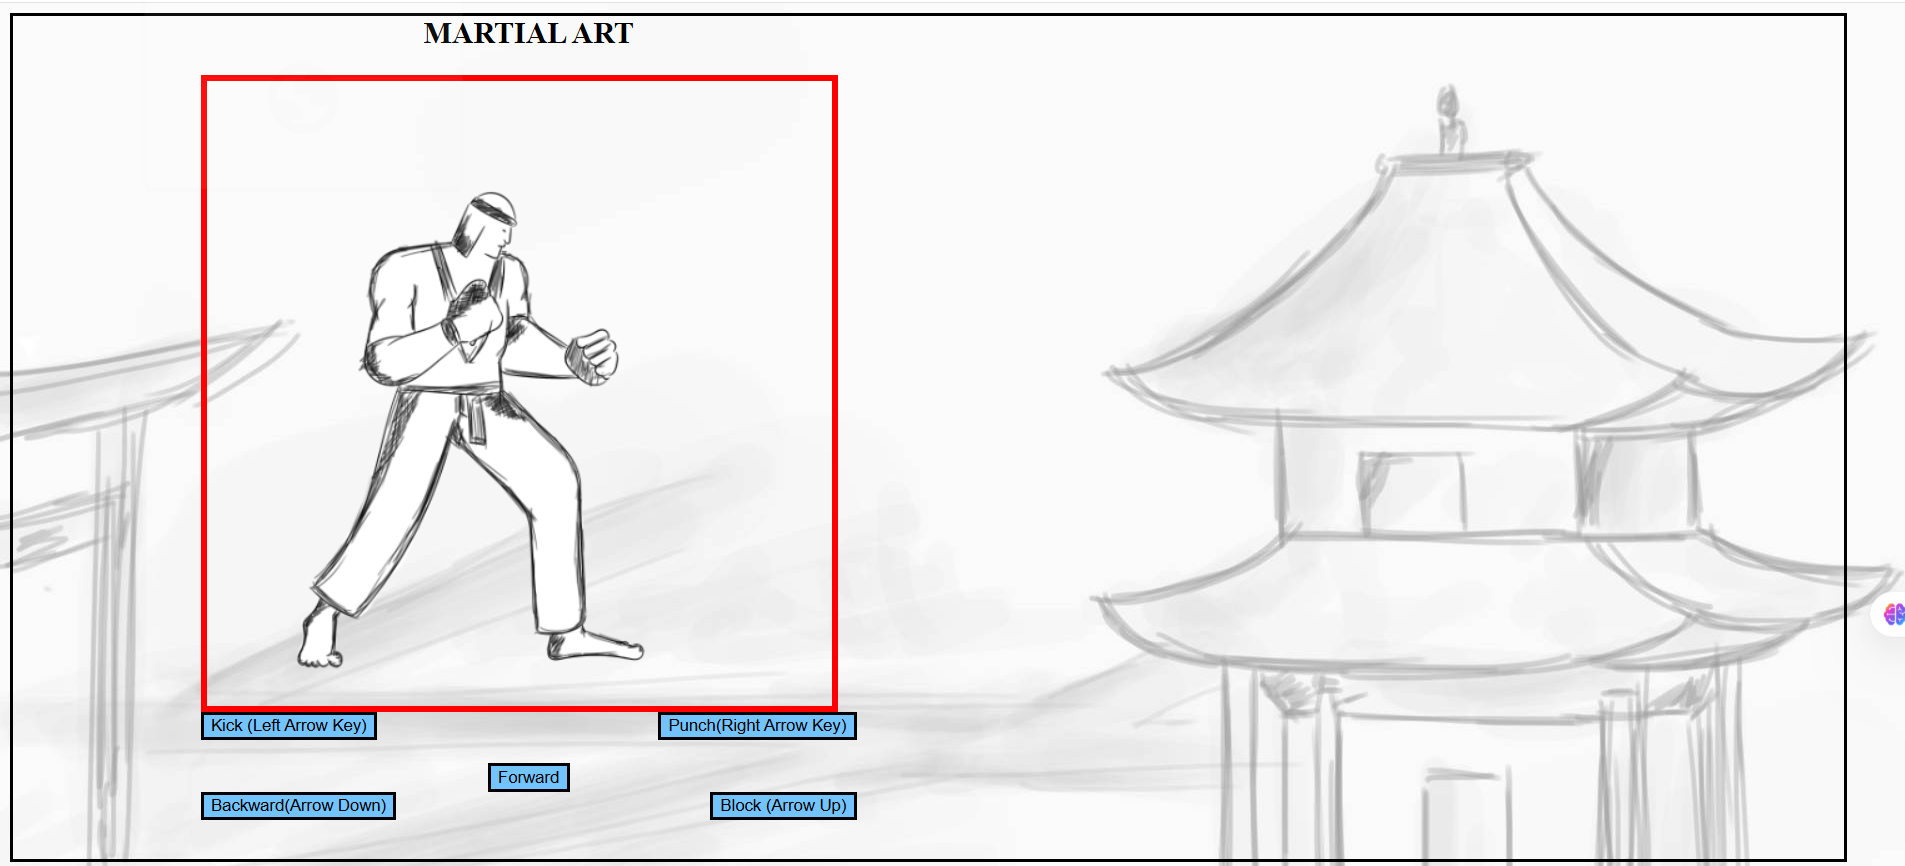 MARTIAL ART
Kick (Left Arrow Key)
Punch(Right Arrow Key)
Forward
Backward(Arrow Down)
Block (Arrow Up)